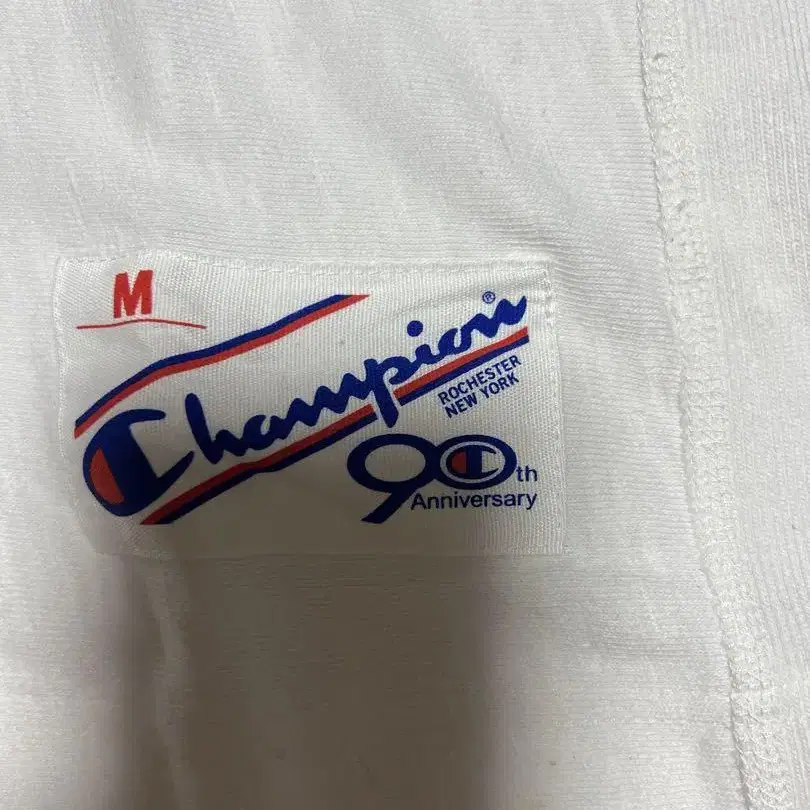 M
Champion®
ROCHESTER
NEW YORK
90th
Anniversary